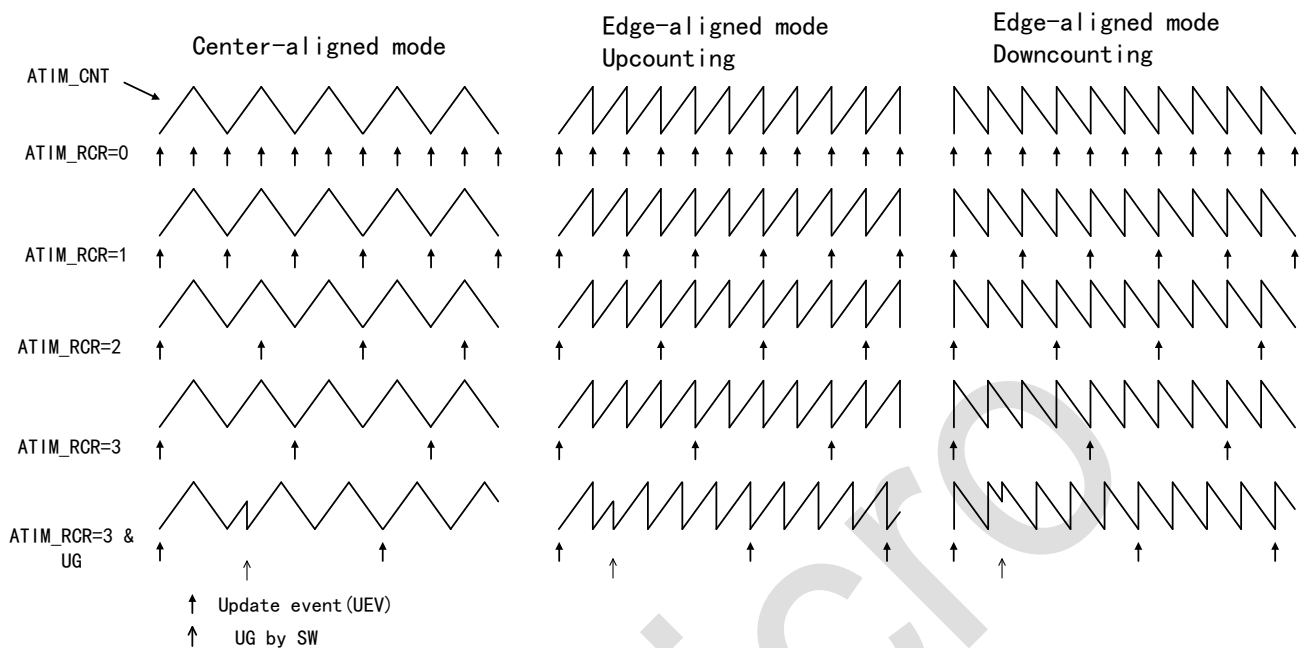 Center-aligned mode
Edge-aligned mode
Upcounting
Edge-aligned mode
Downcounting
ATIM_CNT
ATIM_RCR=0
ATIM_RCR=1
ATIM_RCR=2
ATIM_RCR=3
ATIM_RCR=3 &
UG
Update event(UEV)
UG by SW
icro